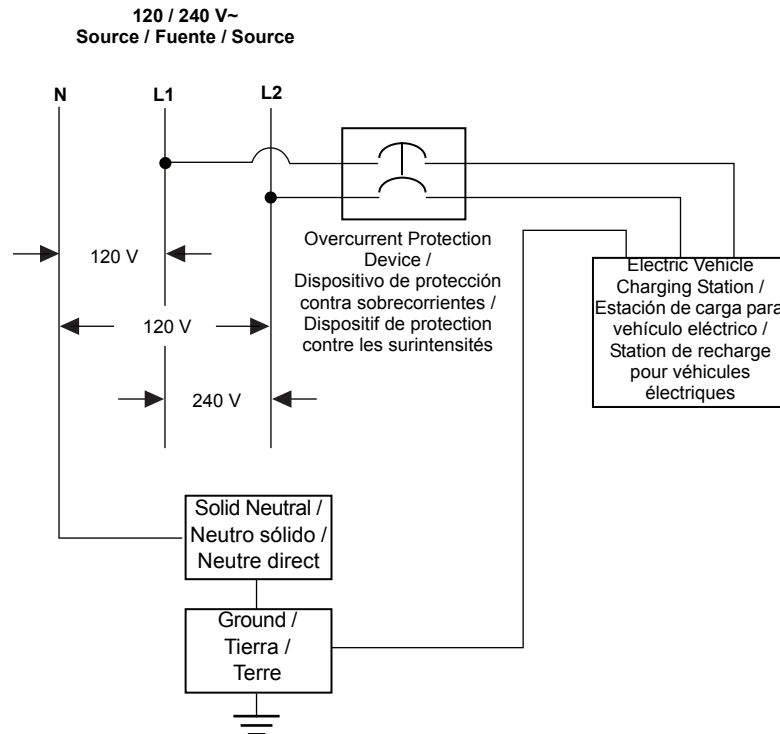 120 / 240 V~
Source / Fuente / Source
N
L1
L2
120 V
120 V
240 V
Overcurrent Protection
Device /
Dispositivo de protección
contra sobrecorrientes /
Dispositif de protection
contre les surintensités
Electric Vehicle
Charging Station /
Estación de carga para
vehículo eléctrico /
Station de recharge
pour véhicules
électriques
Solid Neutral /
Neutro sólido /
Neutre direct
Ground /
Tierra /
Terre